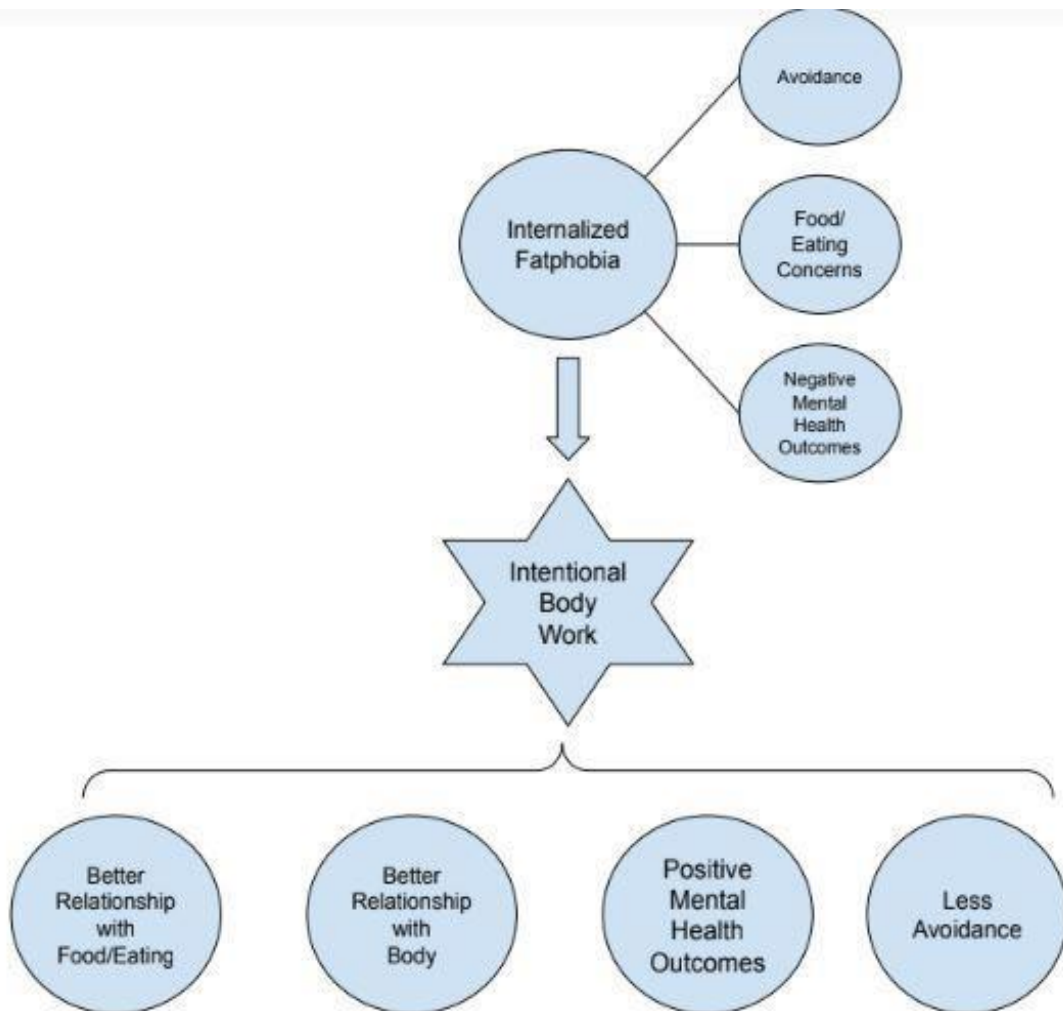 Avoidance
Internalized
Fatphobia
Food/
Eating
Concerns
Negative
Mental
Health
Outcomes
Intentional
Body
Work
Better
Relationship
with
Food/Eating
Better
Relationship
with
Body
Positive
Mental
Health
Outcomes
Less
Avoidance